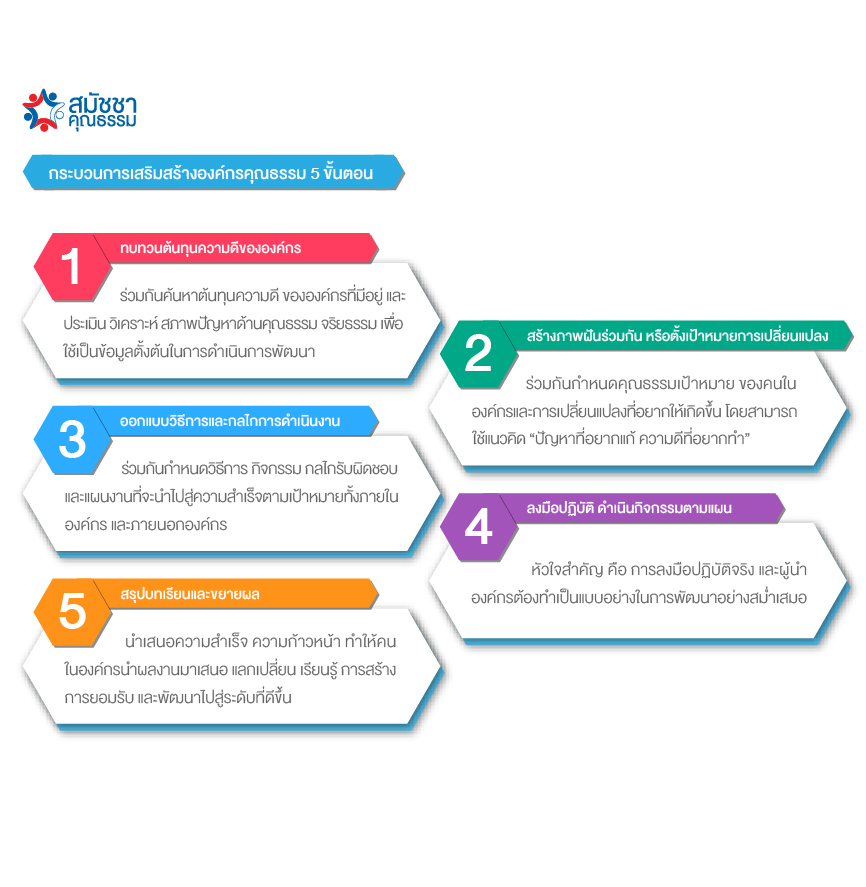 สมัชชา
คุณธรรม
กระบวนการเสริมสร้างองค์กรคุณธรรม 5 ขั้นตอน
1
ทบทวนต้นทุนความดีขององค์กร
ร่วมกันค้นหาต้นทุนความดี ขององค์กรที่มีอยู่ และ
ประเมิน วิเคราะห์ สภาพปัญหาด้านคุณธรรม จริยธรรม เพื่อ
ใช้เป็นข้อมูลตั้งต้นในการดำเนินการพัฒนา
2
สร้างภาพฝันร่วมกัน หรือตั้งเป้าหมายการเปลี่ยนแปลง
ร่วมกันกำหนดคุณธรรมเป้าหมาย ของคนใน
องค์กรและการเปลี่ยนแปลงที่อยากให้เกิดขึ้น โดยสามารถ
ใช้แนวคิด “ปัญหาที่อยากแก้ ความดีที่อยากทำ”
3
ออกแบบวิธีการและกลไกการดำเนินงาน
ร่วมกันกำหนดวิธีการ กิจกรรม กลไกรับผิดชอบ
และแผนงานที่จะนำไปสู่ความสำเร็จตามเป้าหมายทั้งภายใน
องค์กร และภายนอกองค์กร
4
ลงมือปฏิบัติ ดำเนินกิจกรรมตามแผน
หัวใจสำคัญ คือ การลงมือปฏิบัติจริง และผู้นำ
องค์กรต้องทำเป็นแบบอย่างในการพัฒนาอย่างสม่ำเสมอ
5
สรุปบทเรียนและขยายผล
นำเสนอความสำเร็จ ความก้าวหน้า ทำให้คน
ในองค์กรนำผลงานมาเสนอ แลกเปลี่ยน เรียนรู้ การสร้าง
การยอมรับ และพัฒนาไปสู่ระดับที่ดีขึ้น